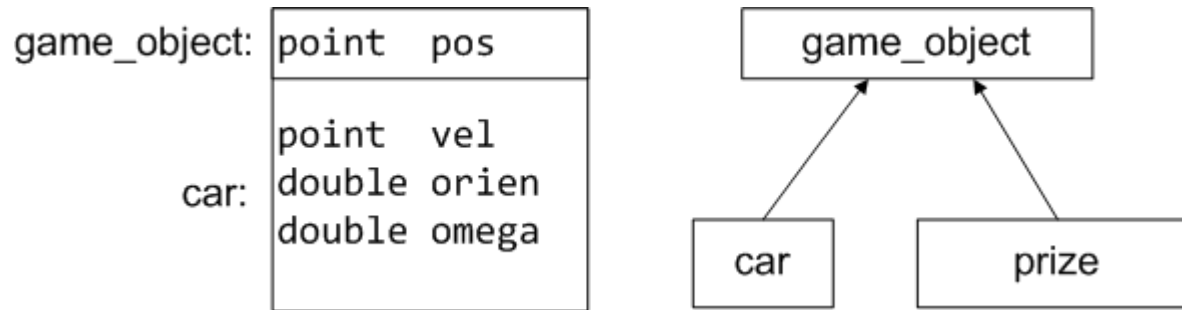 game_object: point pos
point vel
car: double orien
double omega
game_object
car
prize